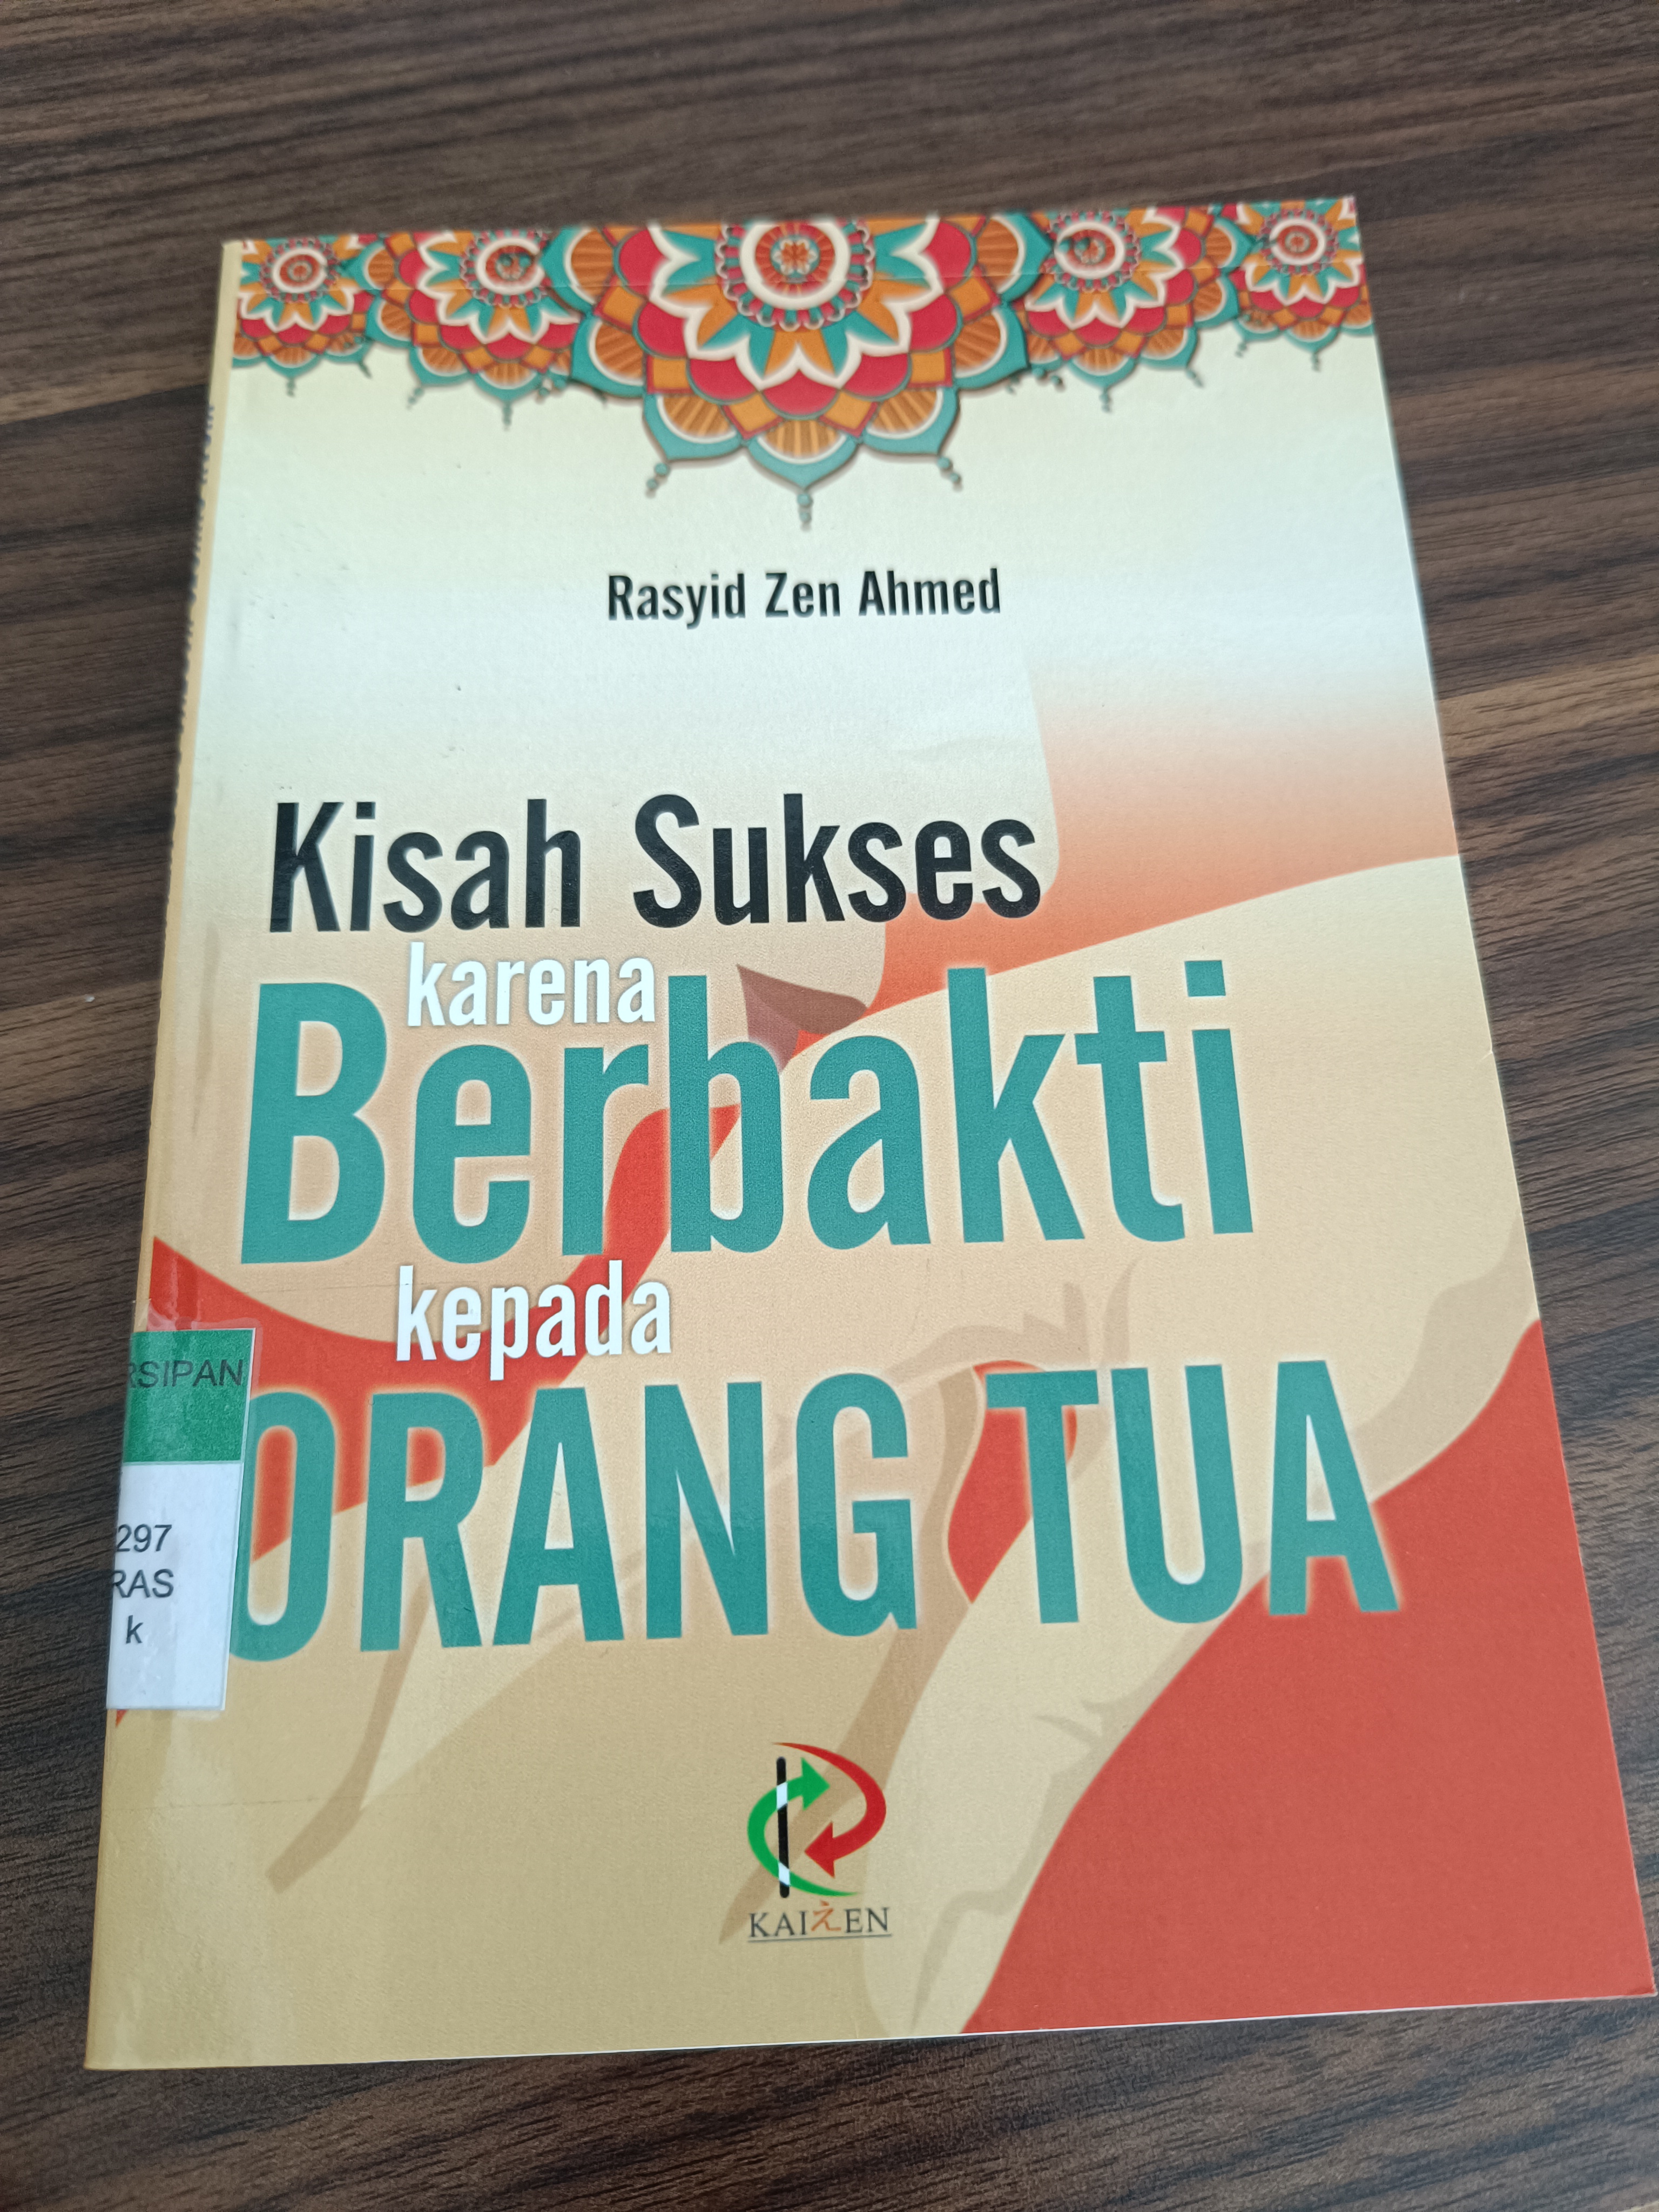 Rasyid Zen Ahmed
Kisah Sukses
karena
Berbakti
kepada
ORANG TUA
RSIPAN
297
RAS
k
KAIZEN